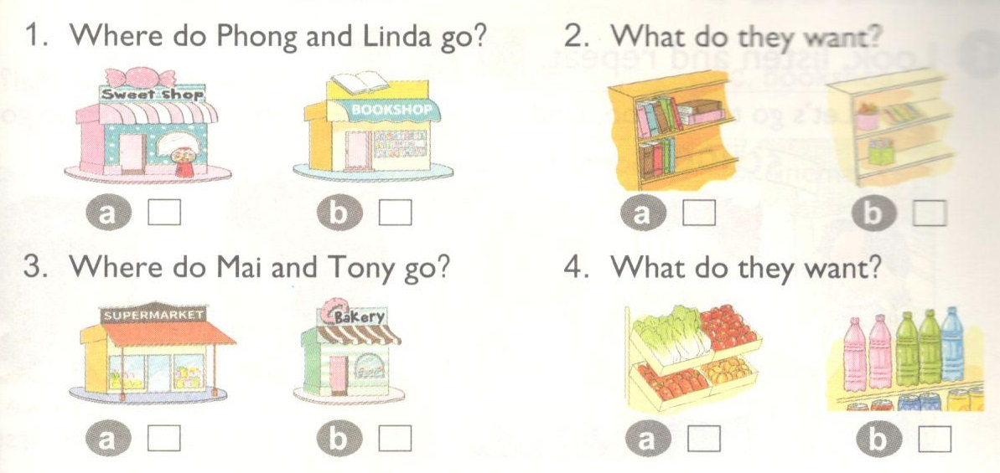 1. Where do Phong and Linda go?
2. What do they want?
Sweet Shop
BOOKSHOP
a
b
a
b
3. Where do Mai and Tony go?
4. What do they want?
SUPERMARKET
Bakery
a
b
a
b